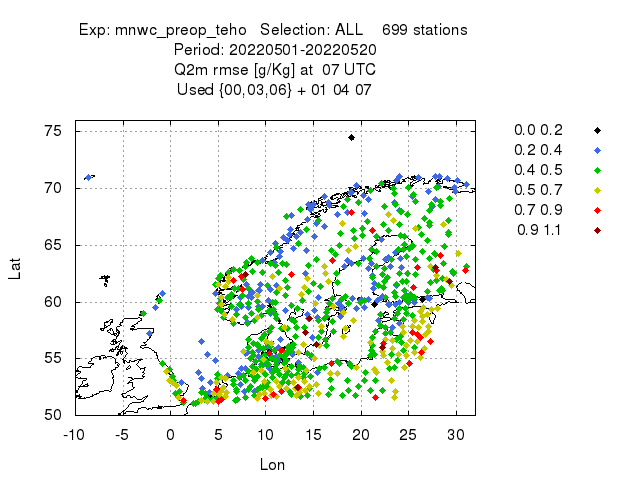 Exp: mnwc_preop_teho   Selection: ALL    699 stations
Period: 20220501-20220520
Q2m rmse [g/Kg] at  07 UTC
Used {00,03,06} + 01 04 07
0.0 0.2
0.2 0.4
0.4 0.5
0.5 0.7
0.7 0.9
0.9 1.1
75
70
65
60
55
50
Lat
-10 -5 0 5 10 15 20 25 30
Lon